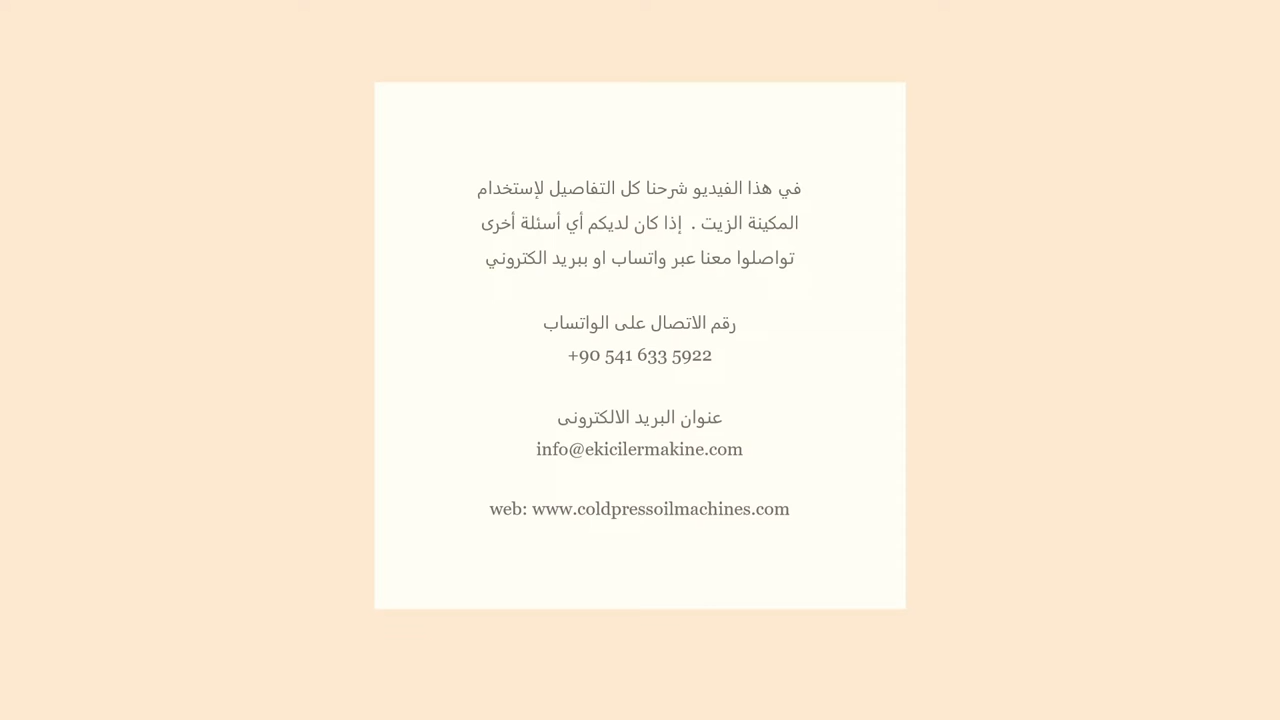 في هذا الفيديو شرحنا كل التفاصيل لإستخدام
المكينة الزيت . إذا كان لديكم أي أسئلة أخرى
تواصلوا معنا عبر واتساب او ببريد الكتروني
رقم الاتصال على الواتساب
+90 541 633 5922
عنوان البريد الالكترونى
info@ekicilermakine.com
web: www.coldpressoilmachines.com